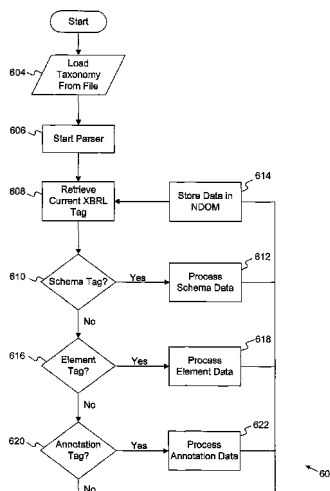 Start
604
Load
Taxonomy
From File
606
Start Parser
608
Retrieve
Current XBRL
Tag
614
Store Data in
NDOM
610
Schema Tag?
Yes
612
Process
Schema Data
No
616
Element
Tag?
Yes
618
Process
Element Data
No
620
Annotation
Tag?
Yes
622
Process
Annotation Data
60
No